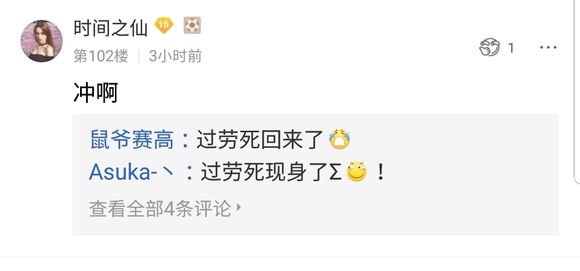 时间之仙 15
第102楼 3小时前
1
冲啊
鼠爷赛高：过劳死回来了
Asuka-丶：过劳死现身了Σ！
查看全部4条评论